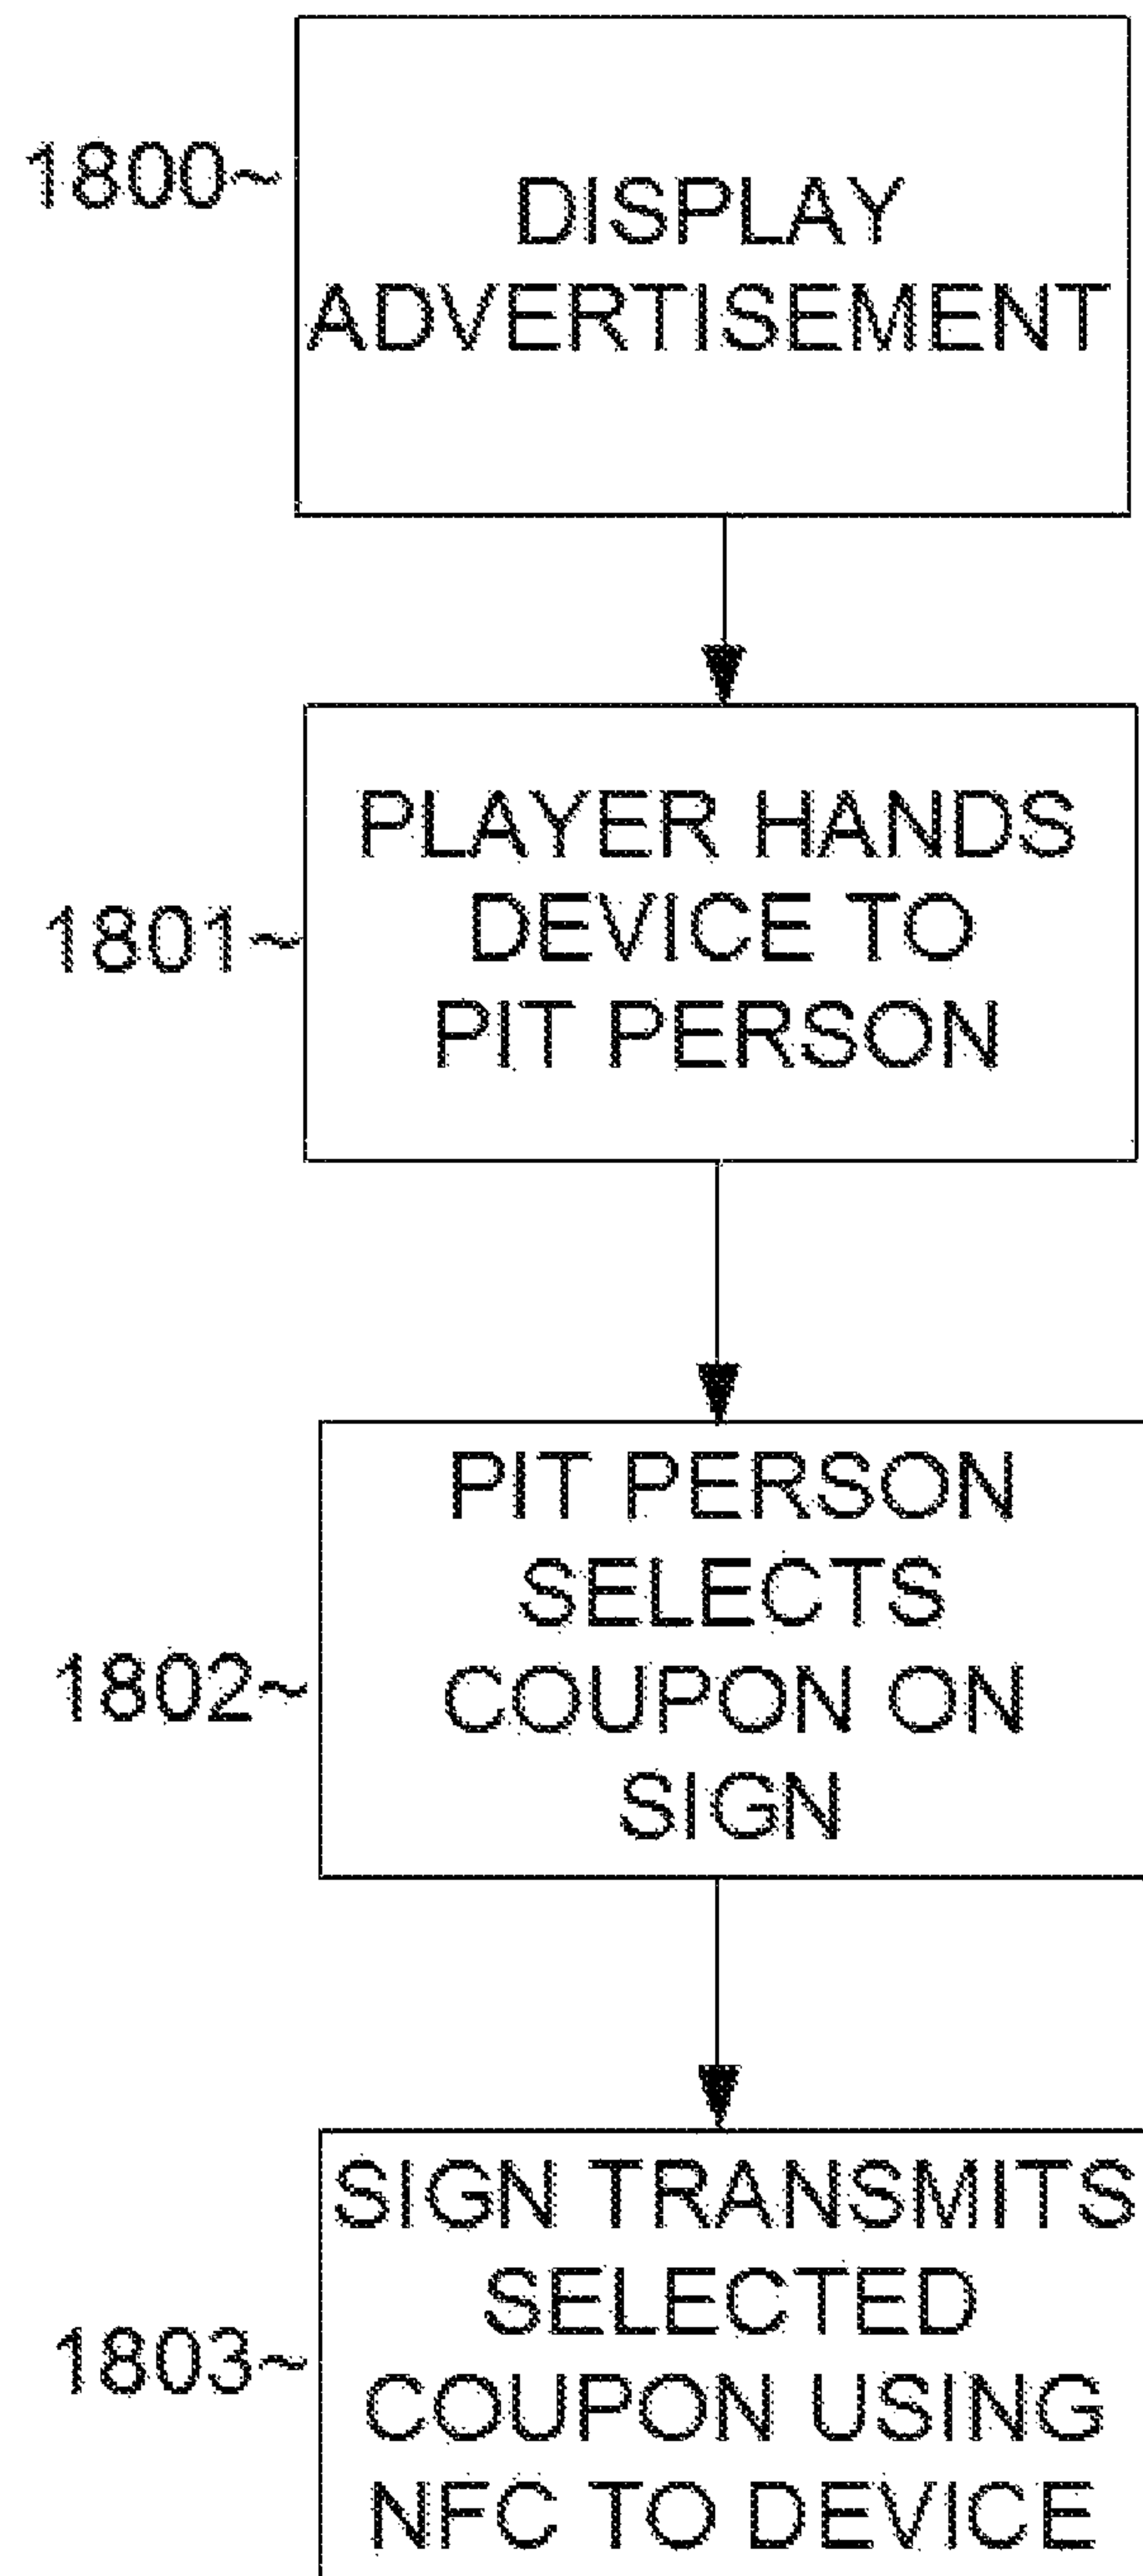 1800~
DISPLAY
ADVERTISEMENT
PLAYER HANDS
1801~
DEVICE TO
PIT PERSON
PIT PERSON
SELECTS
1802~
COUPON ON
SIGN
SIGN TRANSMITS
SELECTED
1803~
COUPON USING
NFC TO DEVICE